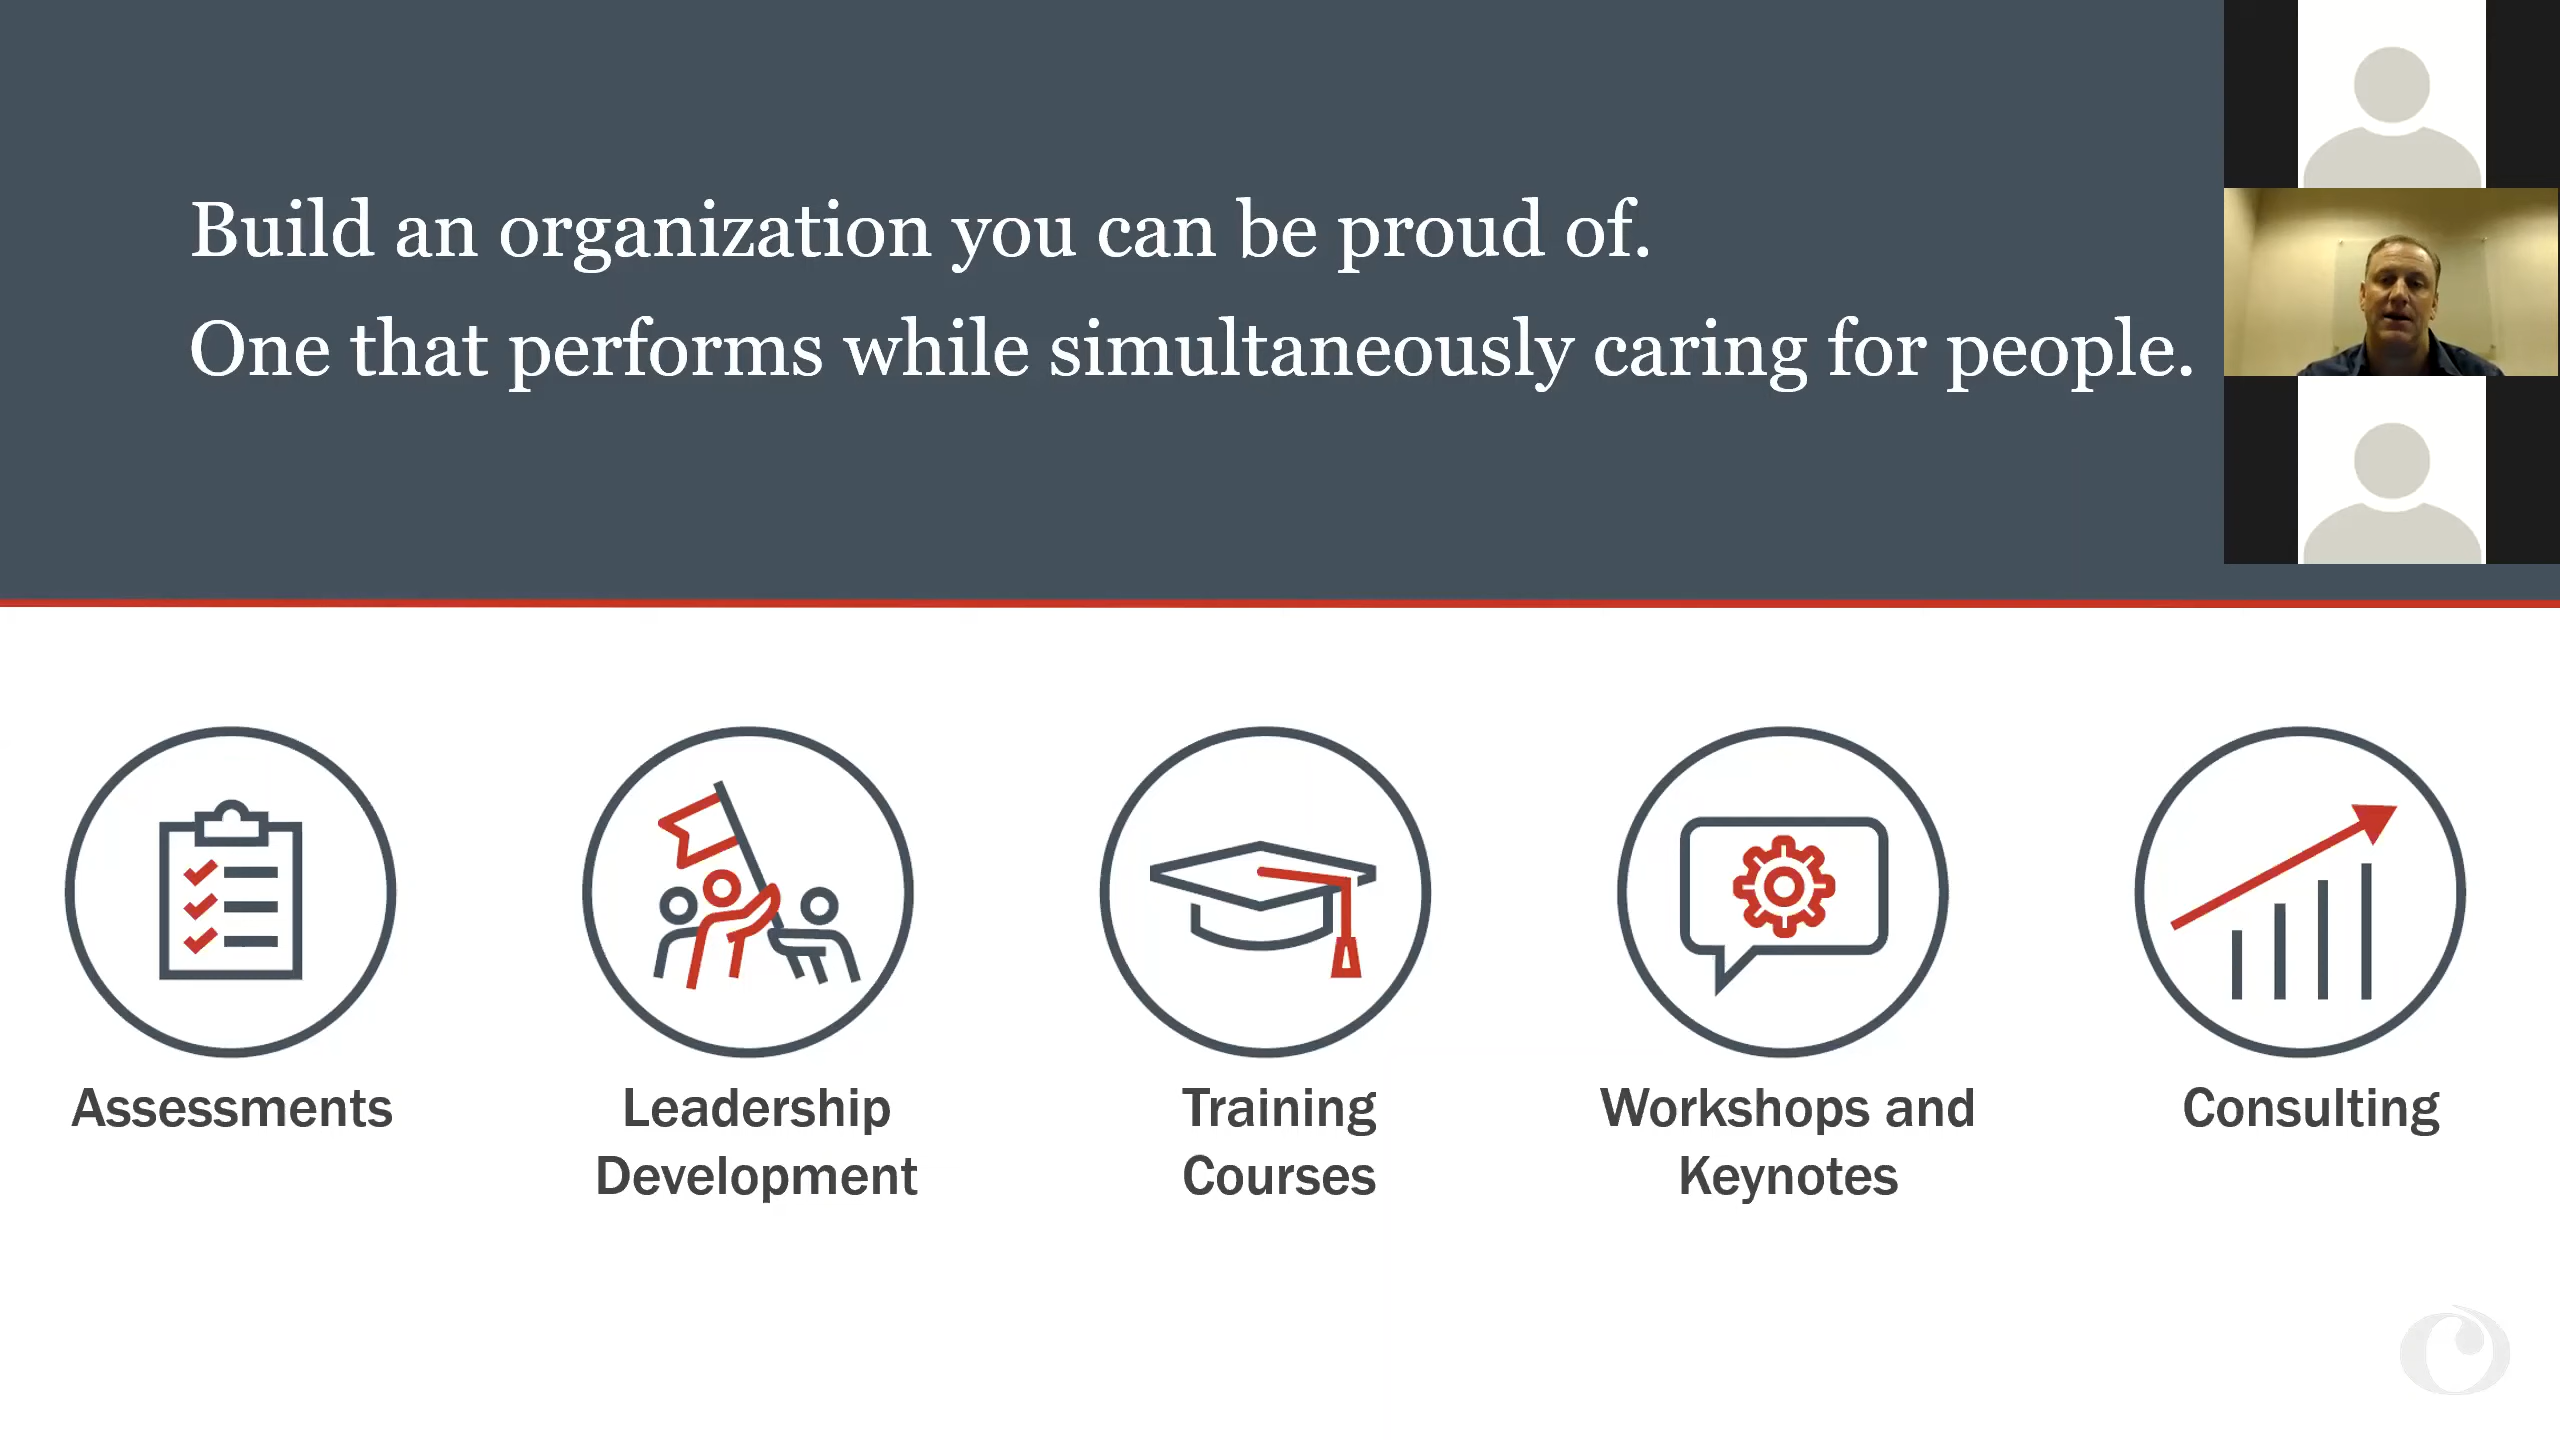 Build an organization you can be proud of.
One that performs while simultaneously caring for people.
Assessments
Leadership
Development
Training
Courses
Workshops and
Keynotes
Consulting